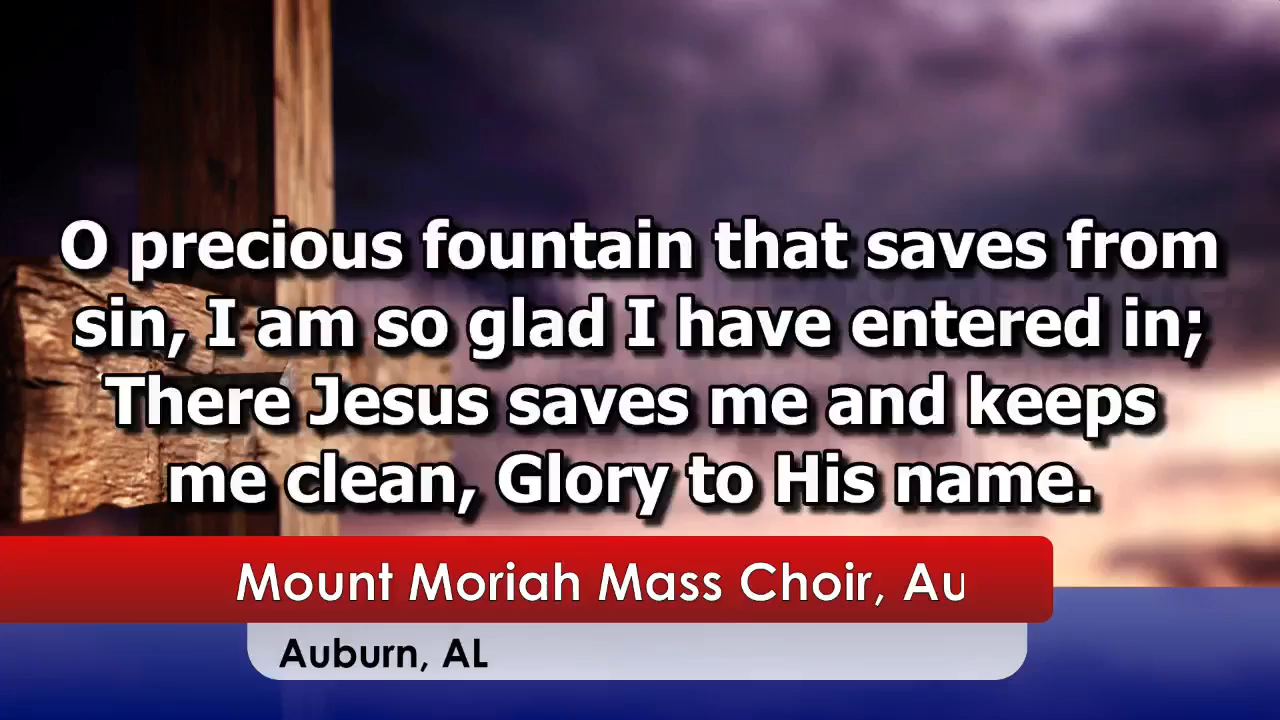 O precious fountain that saves from
sin, I am so glad I have entered in;
There Jesus saves me and keeps
me clean, Glory to His name.
Mount Moriah Mass Choir, Au
Auburn, AL